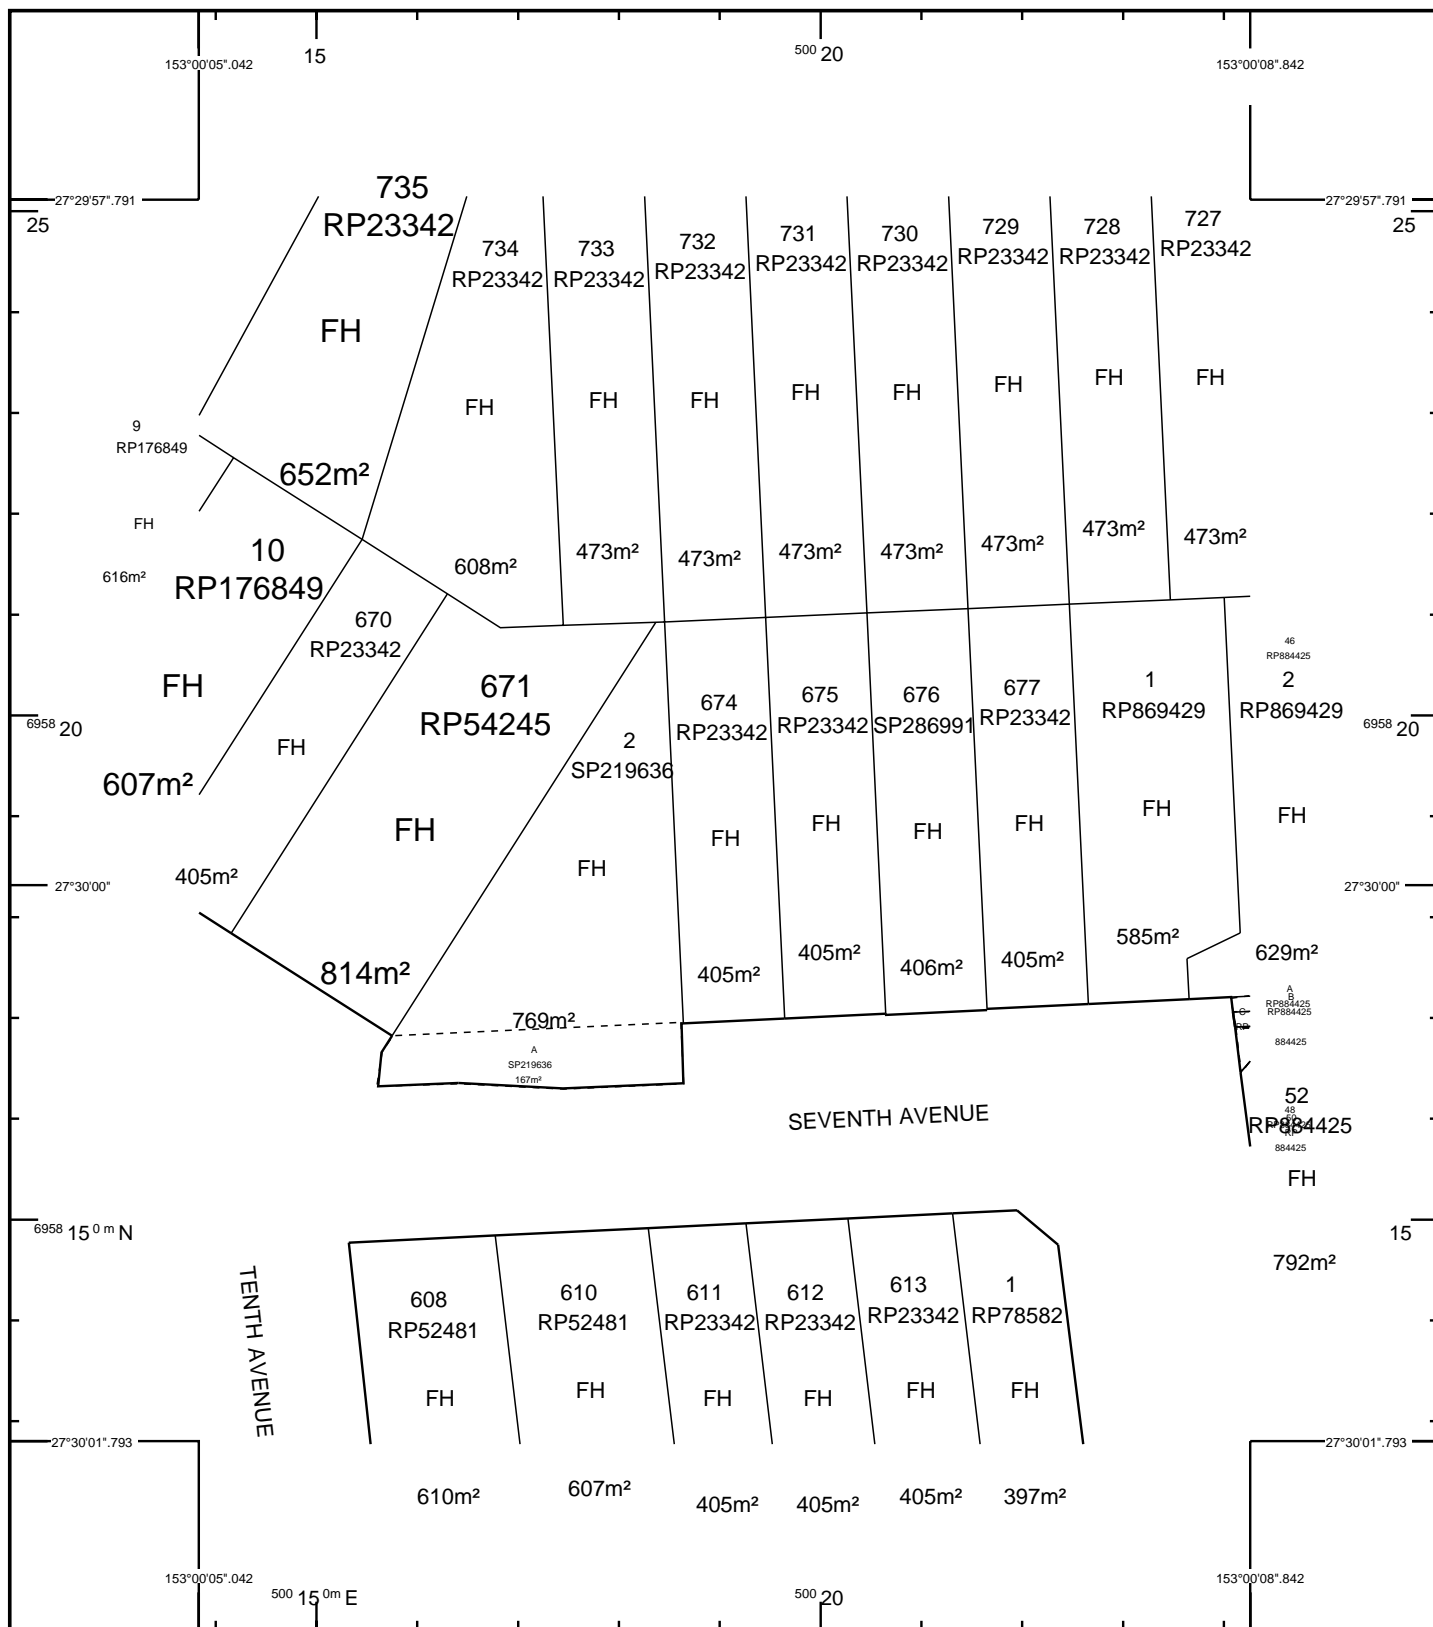 153°00'05".042
15
500 20
153°00'08".842
27°29'57".791
27°29'57".791
25
25
735
RP23342
734
RP23342
733
RP23342
732
RP23342
731
RP23342
730
RP23342
729
RP23342
728
RP23342
727
RP23342
FH
FH
FH
FH
FH
FH
FH
FH
FH
9
RP176849
FH
616m²
652m²
608m²
473m²
473m²
473m²
473m²
473m²
473m²
473m²
10
RP176849
FH
607m²
670
RP23342
FH
405m²
671
RP54245
FH
814m²
2
SP219636
FH
769m²
674
RP23342
FH
405m²
675
RP23342
FH
405m²
676
SP286991
FH
406m²
677
RP23342
FH
405m²
1
RP869429
FH
585m²
46
RP884425
2
RP869429
FH
629m²
6958 20
6958 20
27°30'00"
27°30'00"
A
SP219636
167m²
A
B
RP884425
C
RP884425
RP
884425
52
RP884425
48
884425
FH
792m²
SEVENTH AVENUE
6958 15 0 m N
15
TENTH AVENUE
608
RP52481
FH
610m²
610
RP52481
FH
607m²
611
RP23342
FH
405m²
612
RP23342
FH
405m²
613
RP23342
FH
405m²
1
RP78582
FH
397m²
27°30'01".793
27°30'01".793
153°00'05".042
500 15 0m E
500 20
153°00'08".842